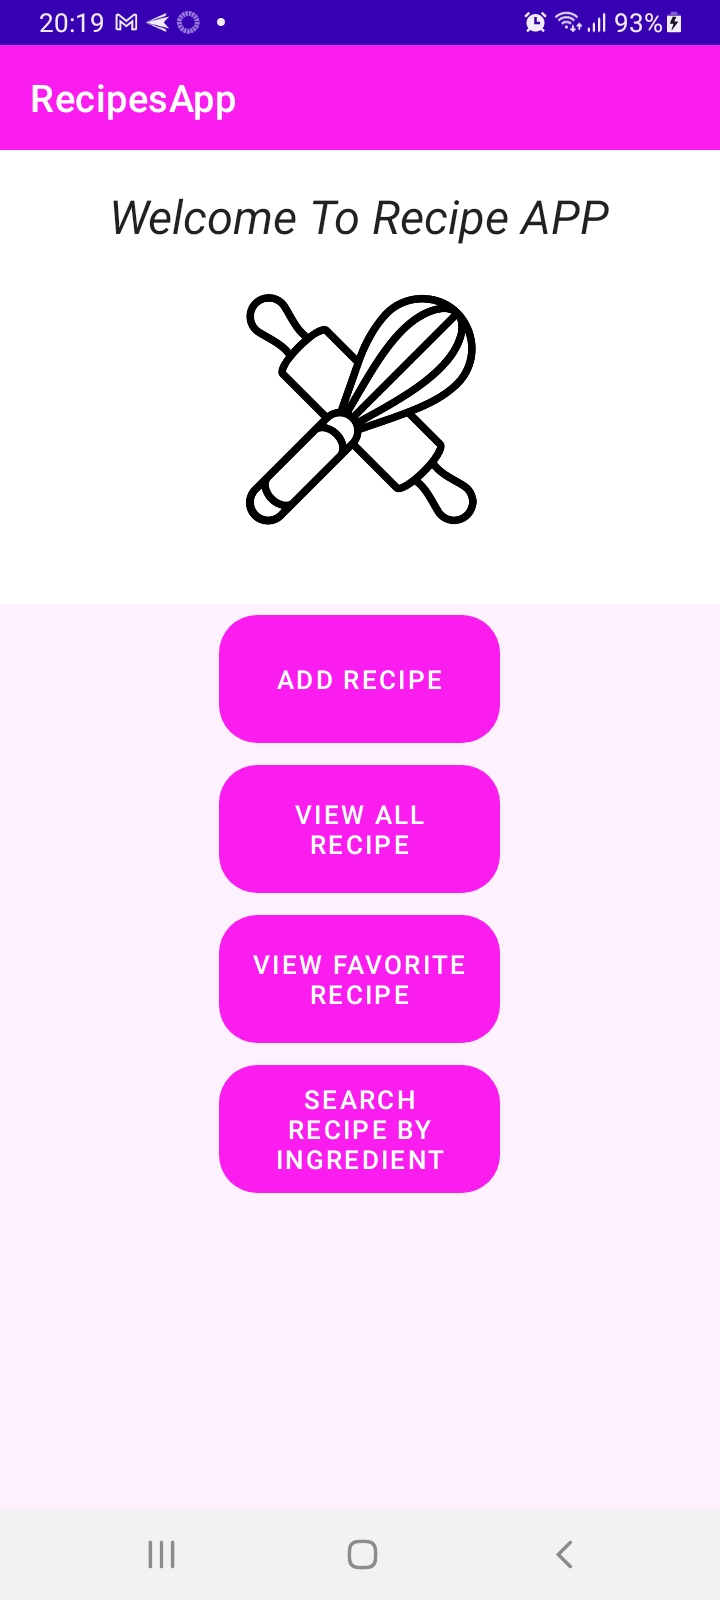 20:19 93%
RecipesApp
Welcome To Recipe APP
ADD RECIPE
VIEW ALL
RECIPE
VIEW FAVORITE
RECIPE
SEARCH
RECIPE BY
INGREDIENT